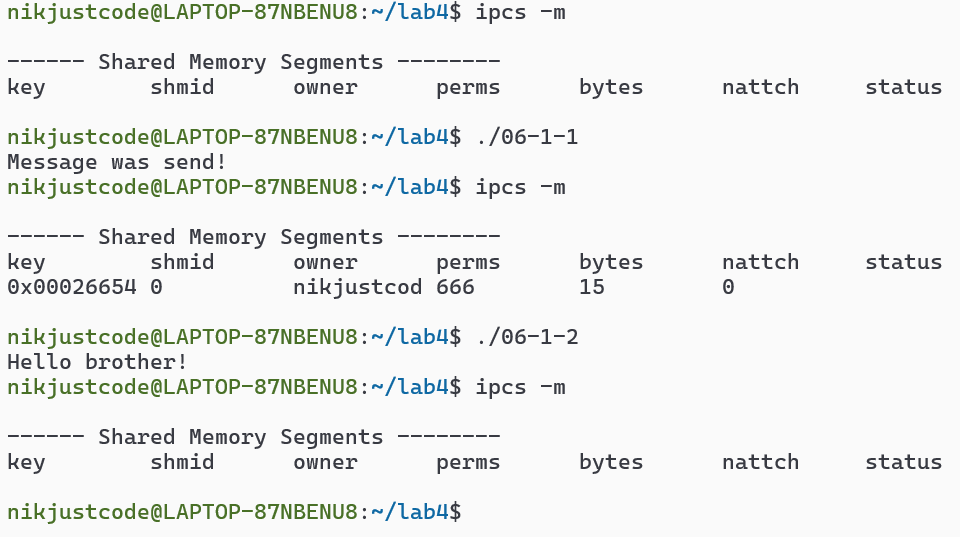 nikjustcode@LAPTOP-87NBENU8:~/lab4$ ipcs -m
------ Shared Memory Segments --------
key shmid owner perms bytes nattch status
nikjustcode@LAPTOP-87NBENU8:~/lab4$ ./06-1-1
Message was send!
nikjustcode@LAPTOP-87NBENU8:~/lab4$ ipcs -m
------ Shared Memory Segments --------
key shmid owner perms bytes nattch status
0x00026654 0 nikjustcod 666 15 0
nikjustcode@LAPTOP-87NBENU8:~/lab4$ ./06-1-2
Hello brother!
nikjustcode@LAPTOP-87NBENU8:~/lab4$ ipcs -m
------ Shared Memory Segments --------
key shmid owner perms bytes nattch status
nikjustcode@LAPTOP-87NBENU8:~/lab4$